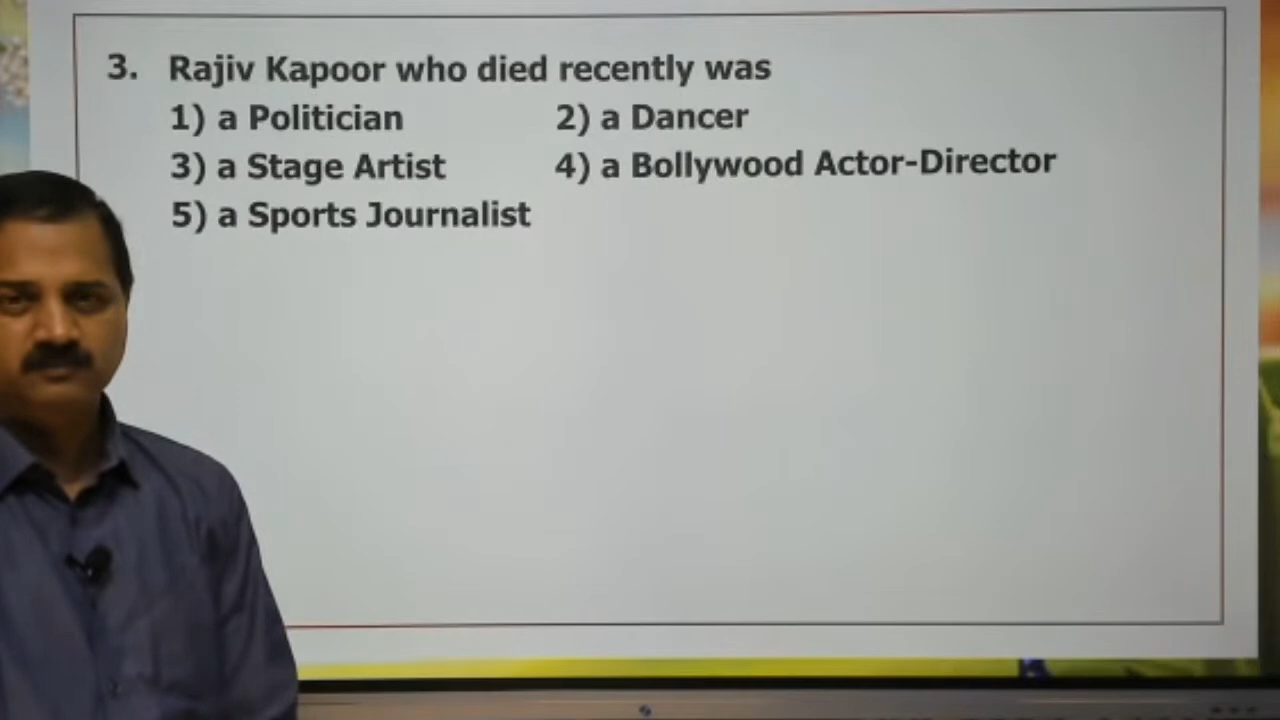 3. Rajiv Kapoor who died recently was
1) a Politician 2) a Dancer
3) a Stage Artist 4) a Bollywood Actor-Director
5) a Sports Journalist